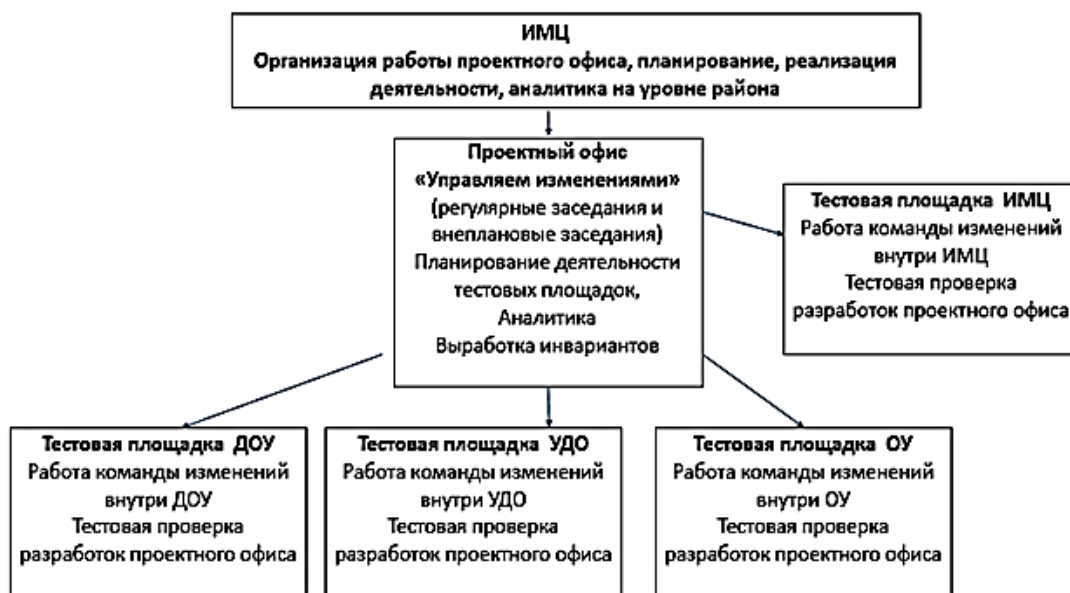 ИМЦ
Организация работы проектного офиса, планирование, реализация
деятельности, аналитика на уровне района
Проектный офис
«Управляем изменениями»
(регулярные заседания и
внеплановые заседания)
Планирование деятельности
тестовых площадок,
Аналитика
Выработка инвариантов
Тестовая площадка ИМЦ
Работа команды изменений
внутри ИМЦ
Тестовая проверка
разработок проектного офиса
Тестовая площадка ДОУ
Работа команды изменений
внутри ДОУ
Тестовая проверка
разработок проектного офиса
Тестовая площадка УДО
Работа команды изменений
внутри УДО
Тестовая проверка
разработок проектного офиса
Тестовая площадка ОУ
Работа команды изменений
внутри ОУ
Тестовая проверка
разработок проектного офиса